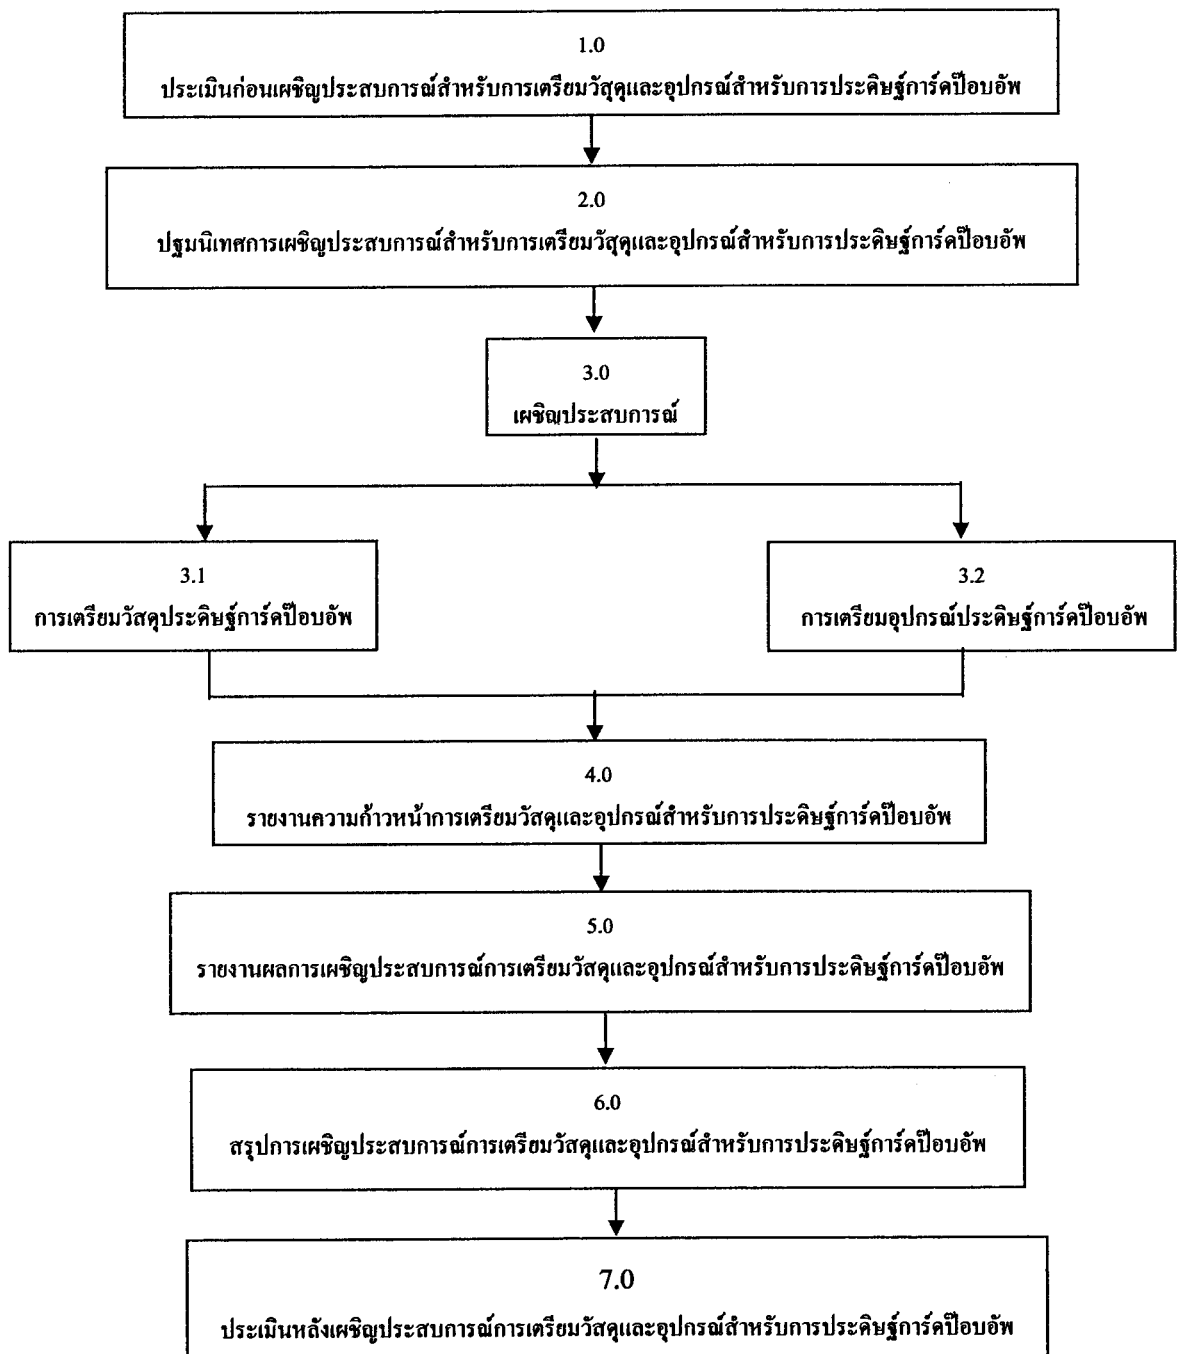 1.0
ประเมินก่อนเผชิญประสบการณ์สำหรับการเตรียมวัสุดุและอุปกรณ์สำหรับการประดิษฐ์การ์ดป๊อบอัพ
2.0
ปฐมนิเทศการเผชิญประสบการณ์สำหรับการเตรียมวัสุดุและอุปกรณ์สำหรับการประดิษฐ์การ์ดป๊อบอัพ
3.0
เผชิญประสบการณ์
3.1
การเตรียมวัสดุประดิษฐ์การ์ดป๊อบอัพ
3.2
การเตรียมอุปกรณ์ประดิษฐ์การ์ดป๊อบอัพ
4.0
รายงานความก้าวหน้าการเตรียมวัสดุและอุปกรณ์สำหรับการประดิษฐ์การ์ดป๊อบอัพ
5.0
รายงานผลการเผชิญประสบการณ์การเตรียมวัสดุและอุปกรณ์สำหรับการประดิษฐ์การ์ดป๊อบอัพ
6.0
สรุปการเผชิญประสบการณ์การเตรียมวัสดุและอุปกรณ์สำหรับการประดิษฐ์การ์ดป๊อบอัพ
7.0
ประเมินหลังเผชิญประสบการณ์การเตรียมวัสดุและอุปกรณ์สำหรับการประดิษฐ์การ์ดป๊อบอัพ